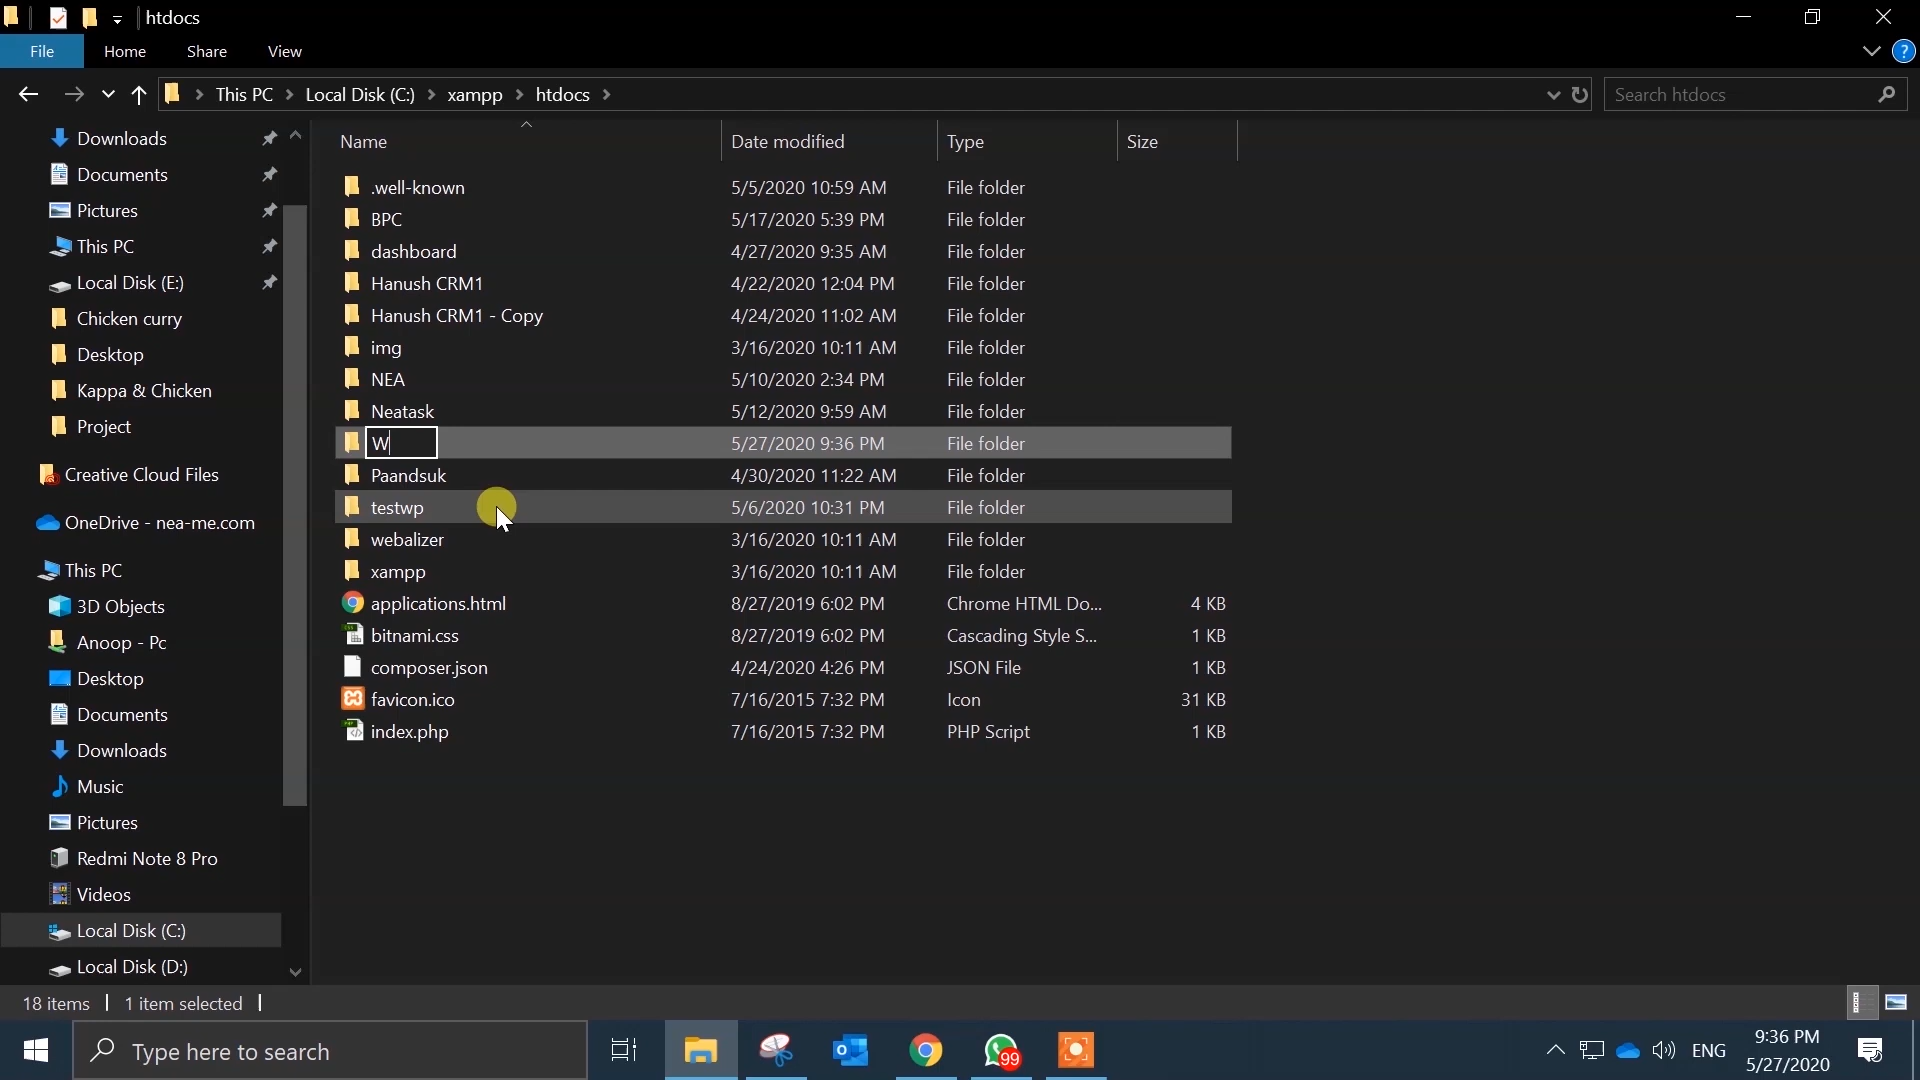 htdocs
File Home Share View
This PC Local Disk (C:) xampp htdocs
Search htdocs
Downloads
Documents
Pictures
This PC
Local Disk (E:)
Chicken curry
Desktop
Kappa & Chicken
Project
Creative Cloud Files
OneDrive - nea-me.com
This PC
3D Objects
Anoop - Pc
Desktop
Documents
Downloads
Music
Pictures
Redmi Note 8 Pro
Videos
Local Disk (C:)
Local Disk (D:)
Name Date modified Type Size
.well-known 5/5/2020 10:59 AM File folder
BPC 5/17/2020 5:39 PM File folder
dashboard 4/27/2020 9:35 AM File folder
Hanush CRM1 4/22/2020 12:04 PM File folder
Hanush CRM1 - Copy 4/24/2020 11:02 AM File folder
img 3/16/2020 10:11 AM File folder
NEA 5/10/2020 2:34 PM File folder
Neatask 5/12/2020 9:59 AM File folder
W 5/27/2020 9:36 PM File folder
Paandsuk 4/30/2020 11:22 AM File folder
testwp 5/6/2020 10:31 PM File folder
webalizer 3/16/2020 10:11 AM File folder
xampp 3/16/2020 10:11 AM File folder
applications.html 8/27/2019 6:02 PM Chrome HTML Do... 4 KB
bitnami.css 8/27/2019 6:02 PM Cascading Style S... 1 KB
composer.json 4/24/2020 4:26 PM JSON File 1 KB
favicon.ico 7/16/2015 7:32 PM Icon 31 KB
index.php 7/16/2015 7:32 PM PHP Script 1 KB
18 items 1 item selected
Type here to search
99
ENG
9:36 PM
5/27/2020